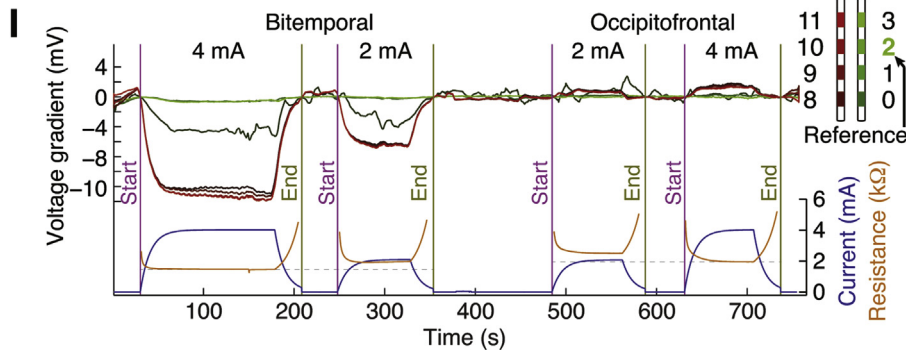 I
Bitemporal
Occipitofrontal
4 mA
2 mA
2 mA
4 mA
11 3
10 2
9 1
8 0
Reference
Voltage gradient (mV)
4
0
−4
−8
−10
Start
End
Start
End
Start
End
Start
End
6
4
2
0
Current (mA)
Resistance (kΩ)
100 200 300 400 500 600 700
Time (s)